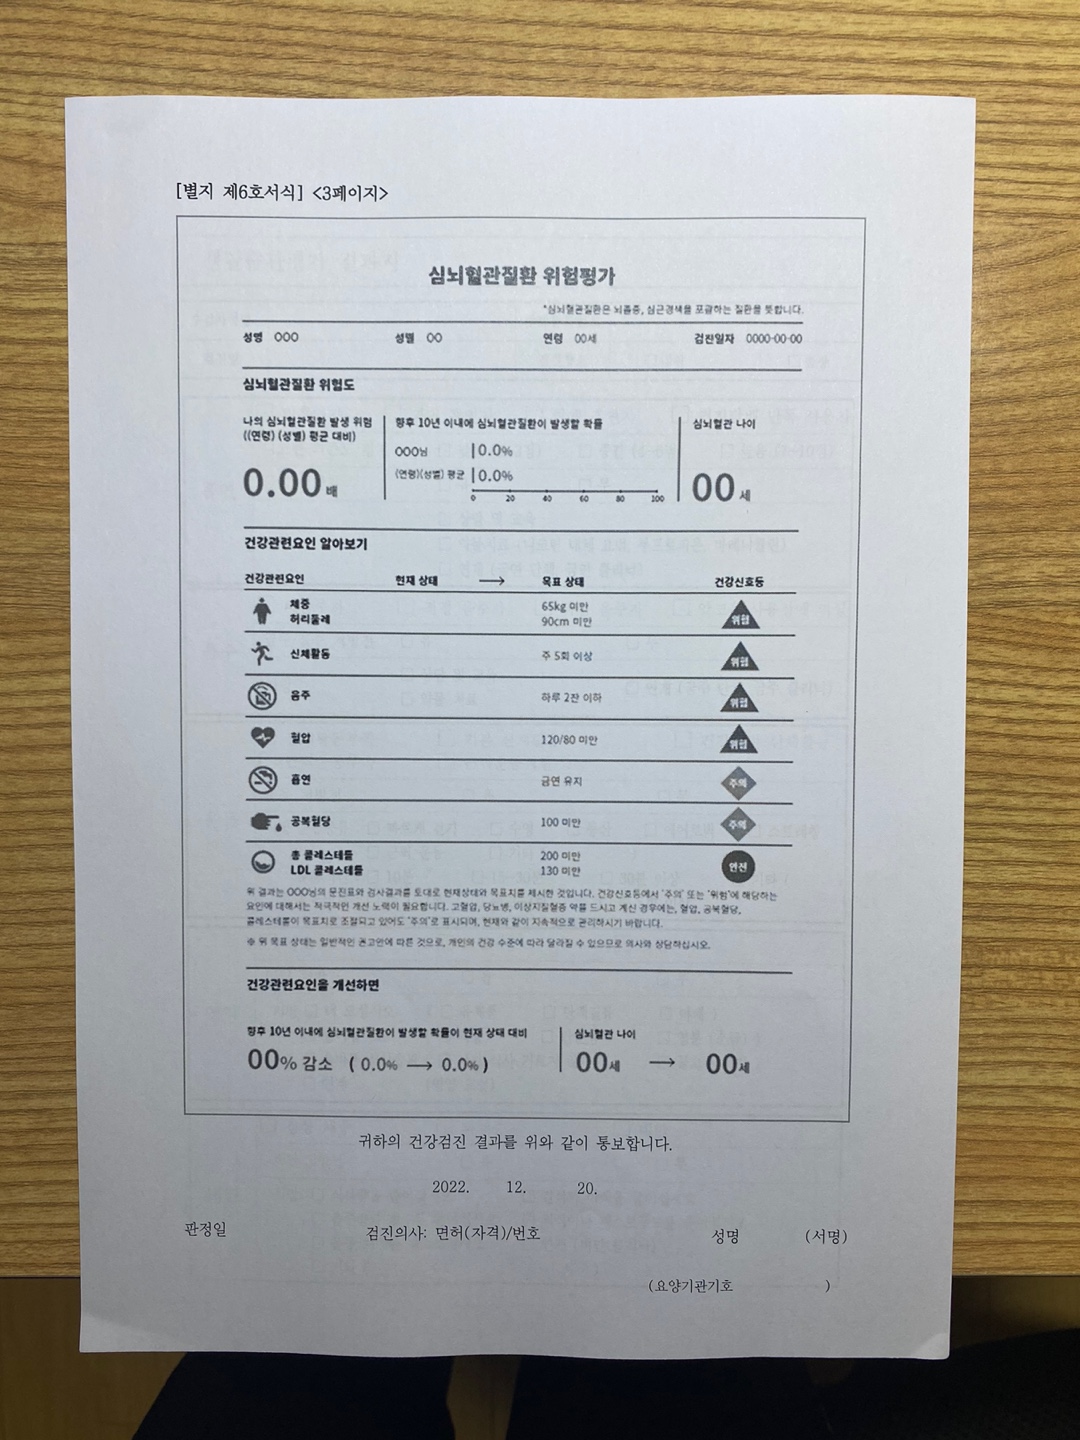 [별지 제6호서식] <3페이지>
심뇌혈관질환 위험평가
*심뇌혈관질환은 뇌졸중, 심근경색을 포괄하는 질환을 뜻합니다.
성명 OOO 성별 OO 연령 00세 검진일자 0000-00-00
심뇌혈관질환 위험도
나의 심뇌혈관질환 발생 위험 향후 10년 이내에 심뇌혈관질환이 발생할 확률 심뇌혈관 나이
((연령) (성별) 평균 대비)
OOO님 0.0%
(연령)(성별) 평균 0.0%
0.00배 00세
0 20 40 60 80 100
건강관련요인 알아보기
건강관련요인 현재 상태 → 목표 상태 건강신호등
체중 65kg 미만
허리둘레 90cm 미만 위험
신체활동 주 5회 이상 위험
음주 하루 2잔 이하 위험
혈압 120/80 미만 위험
흡연 금연 유지 주의
공복혈당 100 미만 주의
총 콜레스테롤 200 미만
LDL 콜레스테롤 130 미만 안전
위 결과는 OOO님의 문진표와 검사결과를 토대로 현재상태와 목표치를 제시한 것입니다. 건강신호등에서 '주의' 또는 '위험'에 해당하는
요인에 대해서는 적극적인 개선 노력이 필요합니다. 고혈압, 당뇨병, 이상지질혈증 약을 드시고 계신 경우에는, 혈압, 공복혈당,
콜레스테롤이 목표치로 조절되고 있어도 '주의'로 표시되며, 현재와 같이 지속적으로 관리하시기 바랍니다.
※ 위 목표 상태는 일반적인 권고안에 따른 것으로, 개인의 건강 수준에 따라 달라질 수 있으므로 의사와 상담하십시오.
건강관련요인을 개선하면
향후 10년 이내에 심뇌혈관질환이 발생할 확률이 현재 상태 대비 심뇌혈관 나이
00% 감소 ( 0.0% → 0.0% ) 00세 → 00세
귀하의 건강검진 결과를 위와 같이 통보합니다.
2022. 12. 20.
판정일 검진의사: 면허(자격)/번호 성명 (서명)
(요양기관기호 )